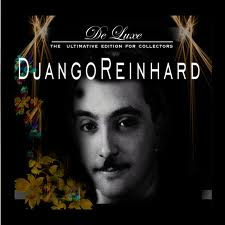 De Luxe
THE ULTIMATIVE EDITION FOR COLLECTORS
DJANGOREINHARD